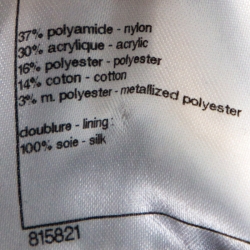 37% polyamide - nylon
30% acrylique - acrylic
16% polyester - polyester
14% coton - cotton
3% m. polyester - metallized polyester
doublure - lining :
100% soie - silk
815821